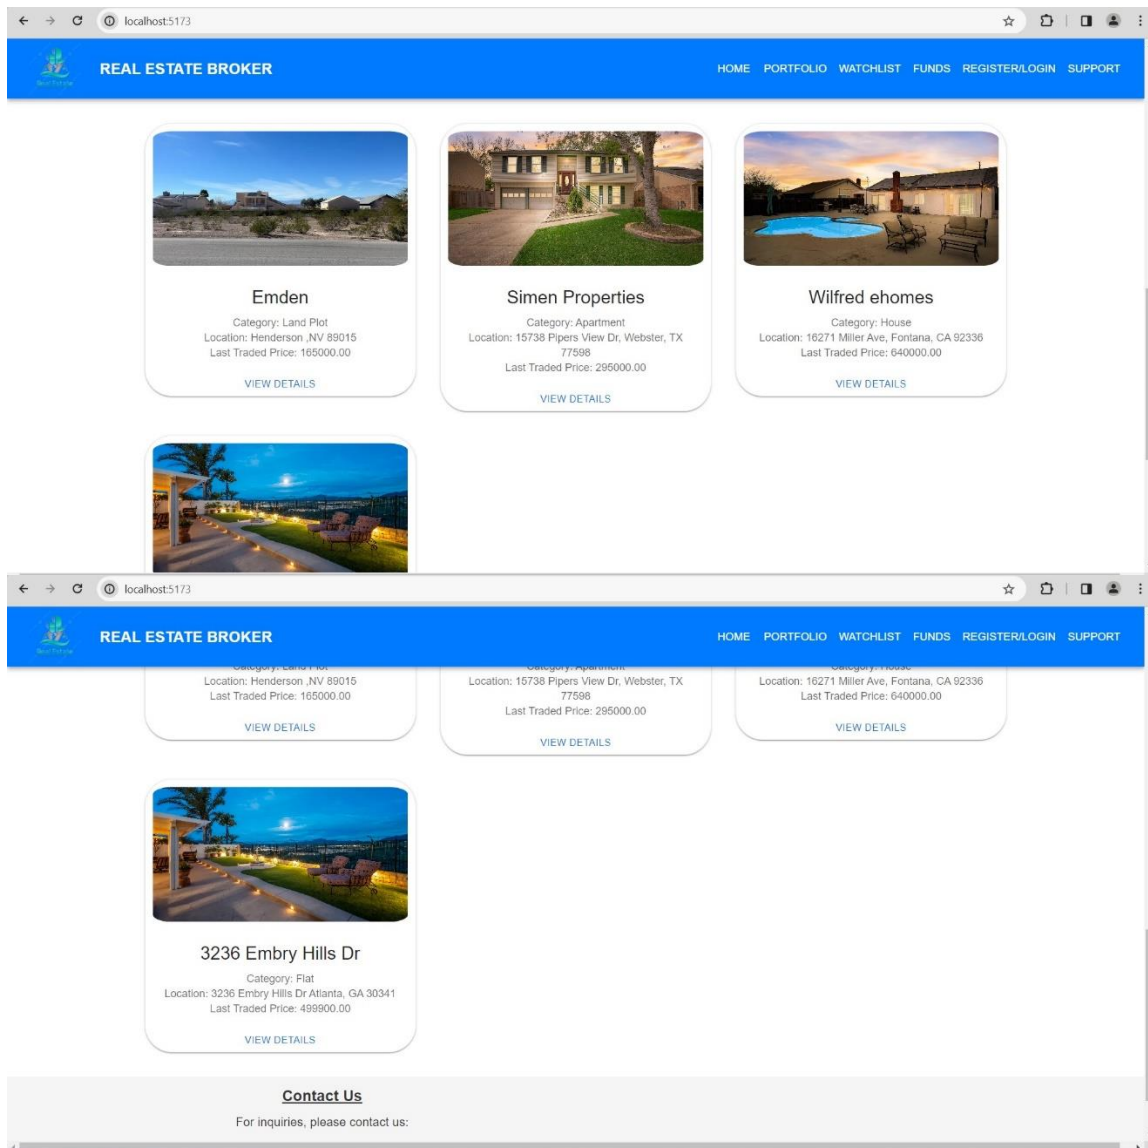 localhost:5173
REAL ESTATE BROKER
HOME PORTFOLIO WATCHLIST FUNDS REGISTER/LOGIN SUPPORT
Emden
Category: Land Plot
Location: Henderson ,NV 89015
Last Traded Price: 165000.00
VIEW DETAILS
Simen Properties
Category: Apartment
Location: 15738 Pipers View Dr, Webster, TX
77598
Last Traded Price: 295000.00
VIEW DETAILS
Wilfred ehomes
Category: House
Location: 16271 Miller Ave, Fontana, CA 92336
Last Traded Price: 640000.00
VIEW DETAILS
localhost:5173
REAL ESTATE BROKER
HOME PORTFOLIO WATCHLIST FUNDS REGISTER/LOGIN SUPPORT
Category: Land Plot
Location: Henderson ,NV 89015
Last Traded Price: 165000.00
VIEW DETAILS
Category: Apartment
Location: 15738 Pipers View Dr, Webster, TX
77598
Last Traded Price: 295000.00
VIEW DETAILS
Category: House
Location: 16271 Miller Ave, Fontana, CA 92336
Last Traded Price: 640000.00
VIEW DETAILS
3236 Embry Hills Dr
Category: Flat
Location: 3236 Embry Hills Dr Atlanta, GA 30341
Last Traded Price: 499900.00
VIEW DETAILS
Contact Us
For inquiries, please contact us: